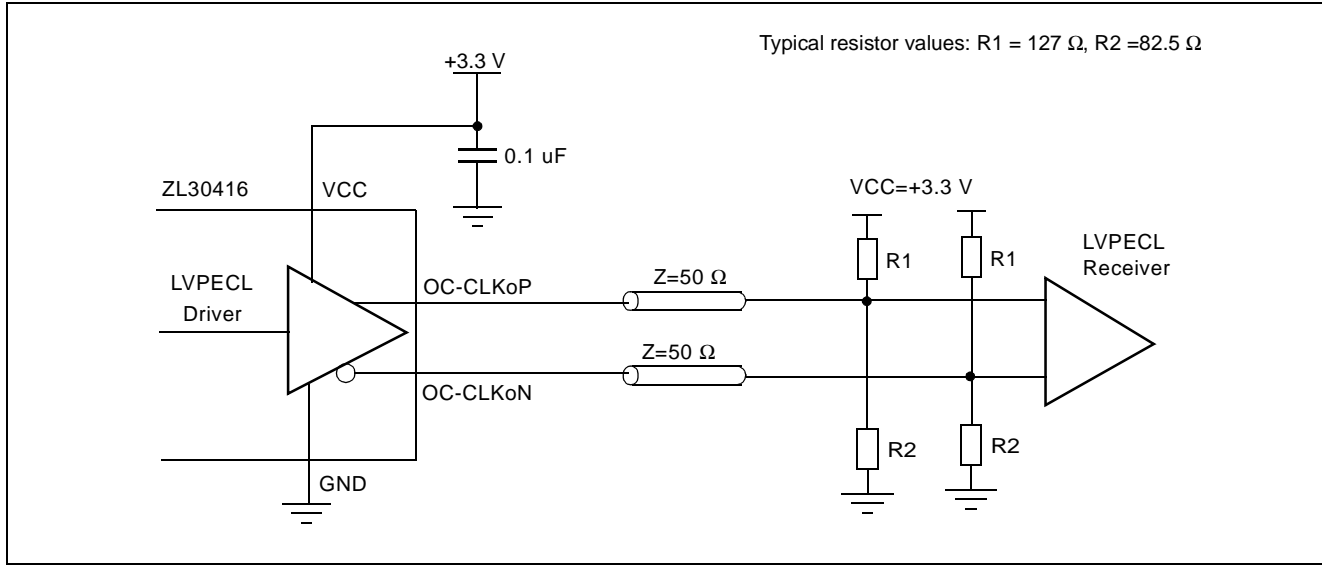 Typical resistor values: R1 = 127 Ω, R2 =82.5 Ω
+3.3 V
0.1 uF
ZL30416
VCC
VCC=+3.3 V
R1
R1
LVPECL
Receiver
LVPECL
Driver
OC-CLKoP
Z=50 Ω
Z=50 Ω
OC-CLKoN
R2
R2
GND